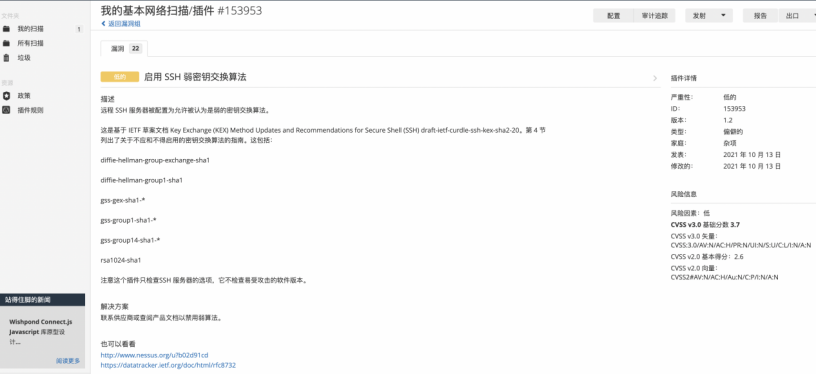 文件夹
我的扫描 1
所有扫描
垃圾
资源
政策
插件规则
站得住脚的新闻
Wishpond Connect.js
Javascript 库原型设
计...
阅读更多
我的基本网络扫描/插件 #153953
返回漏洞组
配置 审计追踪 发射 报告 出口
漏洞 22
低的 启用 SSH 弱密钥交换算法
描述
远程 SSH 服务器被配置为允许被认为是弱的密钥交换算法。
这是基于 IETF 草案文档 Key Exchange (KEX) Method Updates and Recommendations for Secure Shell (SSH) draft-ietf-curdle-ssh-kex-sha2-20。第 4 节
列出了关于不应和不得启用的密钥交换算法的指南。这包括：
diffie-hellman-group-exchange-sha1
diffie-hellman-group1-sha1
gss-gex-sha1-*
gss-group1-sha1-*
gss-group14-sha1-*
rsa1024-sha1
注意这个插件只检查SSH 服务器的选项，它不检查易受攻击的软件版本。
解决方案
联系供应商或查阅产品文档以禁用弱算法。
也可以看看
http://www.nessus.org/u?b02d91cd
https://datatracker.ietf.org/doc/html/rfc8732
插件详情
严重性： 低的
ID： 153953
版本： 1.2
类型： 偏僻的
家庭： 杂项
发表： 2021 年 10 月 13 日
修改的： 2021 年 10 月 13 日
风险信息
风险因素：低
CVSS v3.0 基础分数 3.7
CVSS v3.0 矢量：
CVSS:3.0/AV:N/AC:H/PR:N/UI:N/S:U/C:L/I:N/A:N
CVSS v2.0 基本得分：2.6
CVSS v2.0 向量：
CVSS2#AV:N/AC:H/Au:N/C:P/I:N/A:N